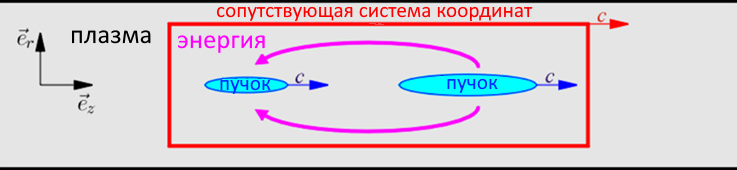 сопутствующая система координат
c
e⃗r
плазма
энергия
пучок
c
пучок
c
e⃗z